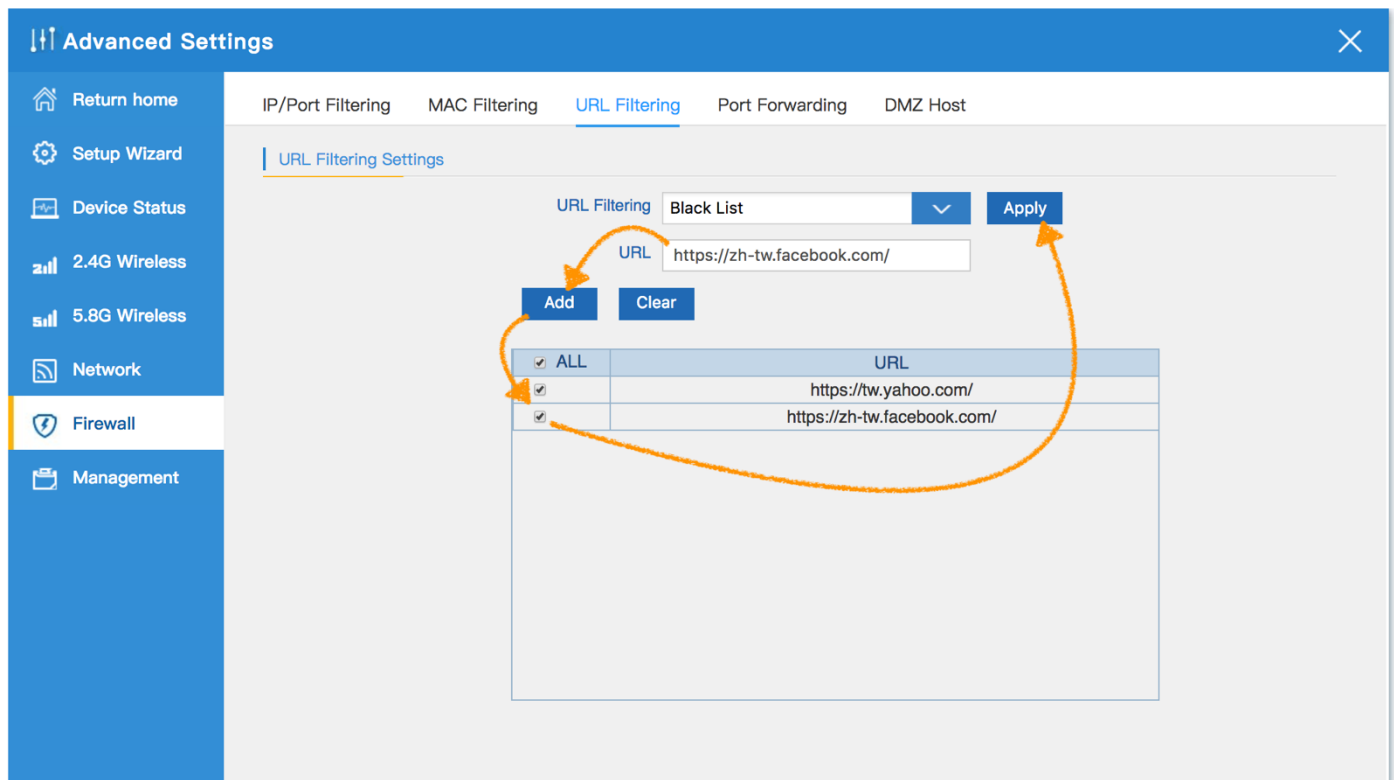 Advanced Settings
Return home
Setup Wizard
Device Status
2.4G Wireless
5.8G Wireless
Network
Firewall
Management
IP/Port Filtering MAC Filtering URL Filtering Port Forwarding DMZ Host
URL Filtering Settings
URL Filtering Black List Apply
URL https://zh-tw.facebook.com/
Add Clear
ALL URL
https://tw.yahoo.com/
https://zh-tw.facebook.com/